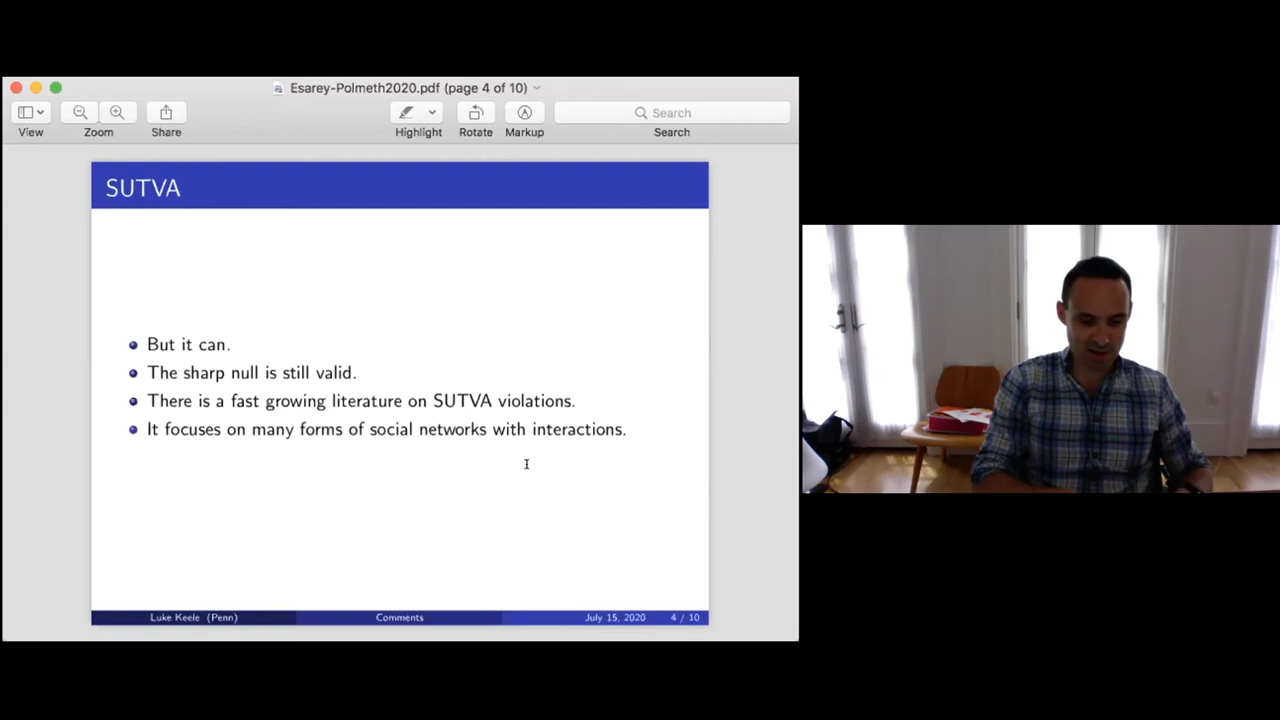 Esarey-Polmeth2020.pdf (page 4 of 10)
View
Zoom
Share
Highlight
Rotate
Markup
Search
Search
SUTVA
But it can.
The sharp null is still valid.
There is a fast growing literature on SUTVA violations.
It focuses on many forms of social networks with interactions.
Luke Keele (Penn)
Comments
July 15, 2020
4 / 10